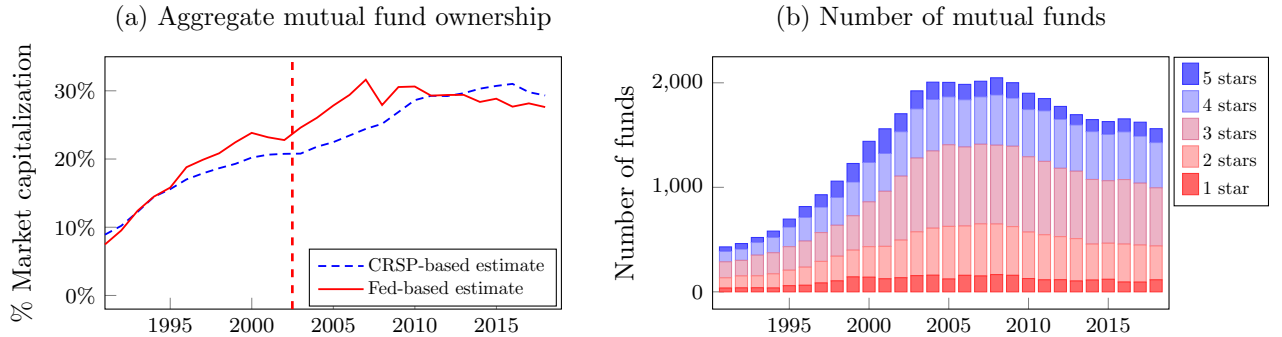 (a) Aggregate mutual fund ownership
% Market capitalization
30%
20%
10%
0%
CRSP-based estimate
Fed-based estimate
1995
2000
2005
2010
2015
(b) Number of mutual funds
Number of funds
2,000
1,000
0
1995
2000
2005
2010
2015
5 stars
4 stars
3 stars
2 stars
1 star